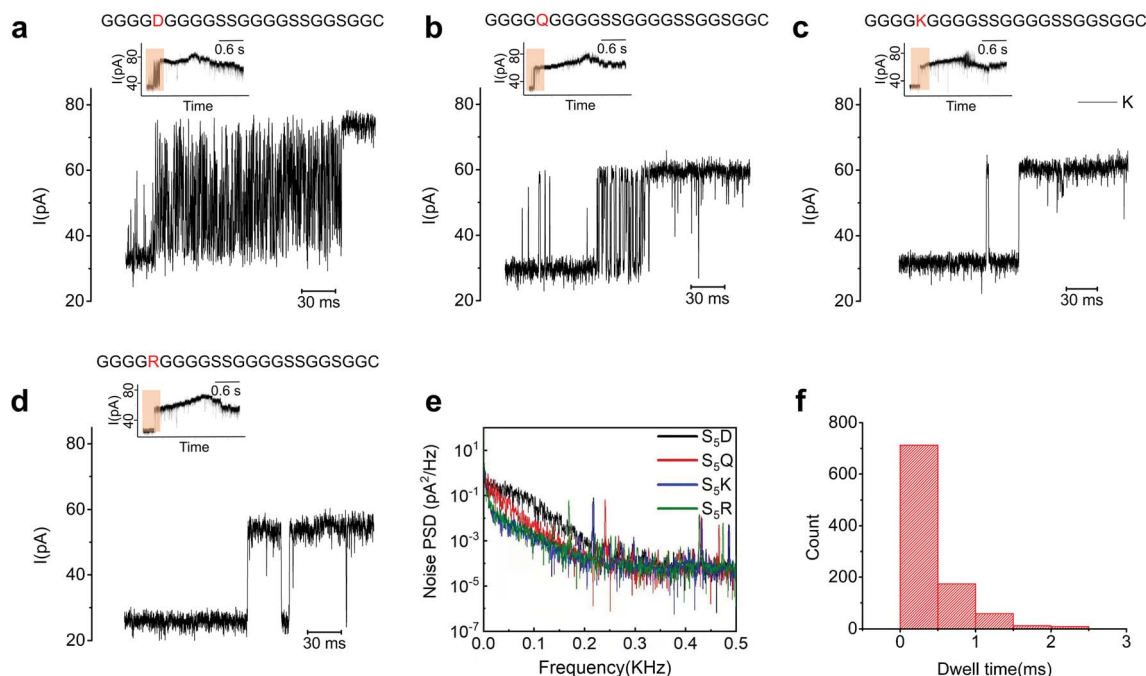 a
GGGGDGGGGSSGGGGSSGGSGGC
I(pA)
80
40
0.6 s
Time
I(pA)
80
60
40
20
30 ms
b
GGGGQGGGGSSGGGGSSGGSGGC
I(pA)
80
40
0.6 s
Time
I(pA)
80
60
40
20
30 ms
c
GGGGKGGGGSSGGGGSSGGSGGC
I(pA)
80
40
0.6 s
Time
K
I(pA)
80
60
40
20
30 ms
d
GGGGRGGGGSSGGGGSSGGSGGC
I(pA)
80
40
0.6 s
Time
I(pA)
80
60
40
20
30 ms
e
Noise PSD (pA²/Hz)
10¹
10⁻¹
10⁻³
10⁻⁵
10⁻⁷
S₅D
S₅Q
S₅K
S₅R
0.0 0.1 0.2 0.3 0.4 0.5
Frequency(KHz)
f
Count
800
600
400
200
0
0 1 2 3
Dwell time(ms)